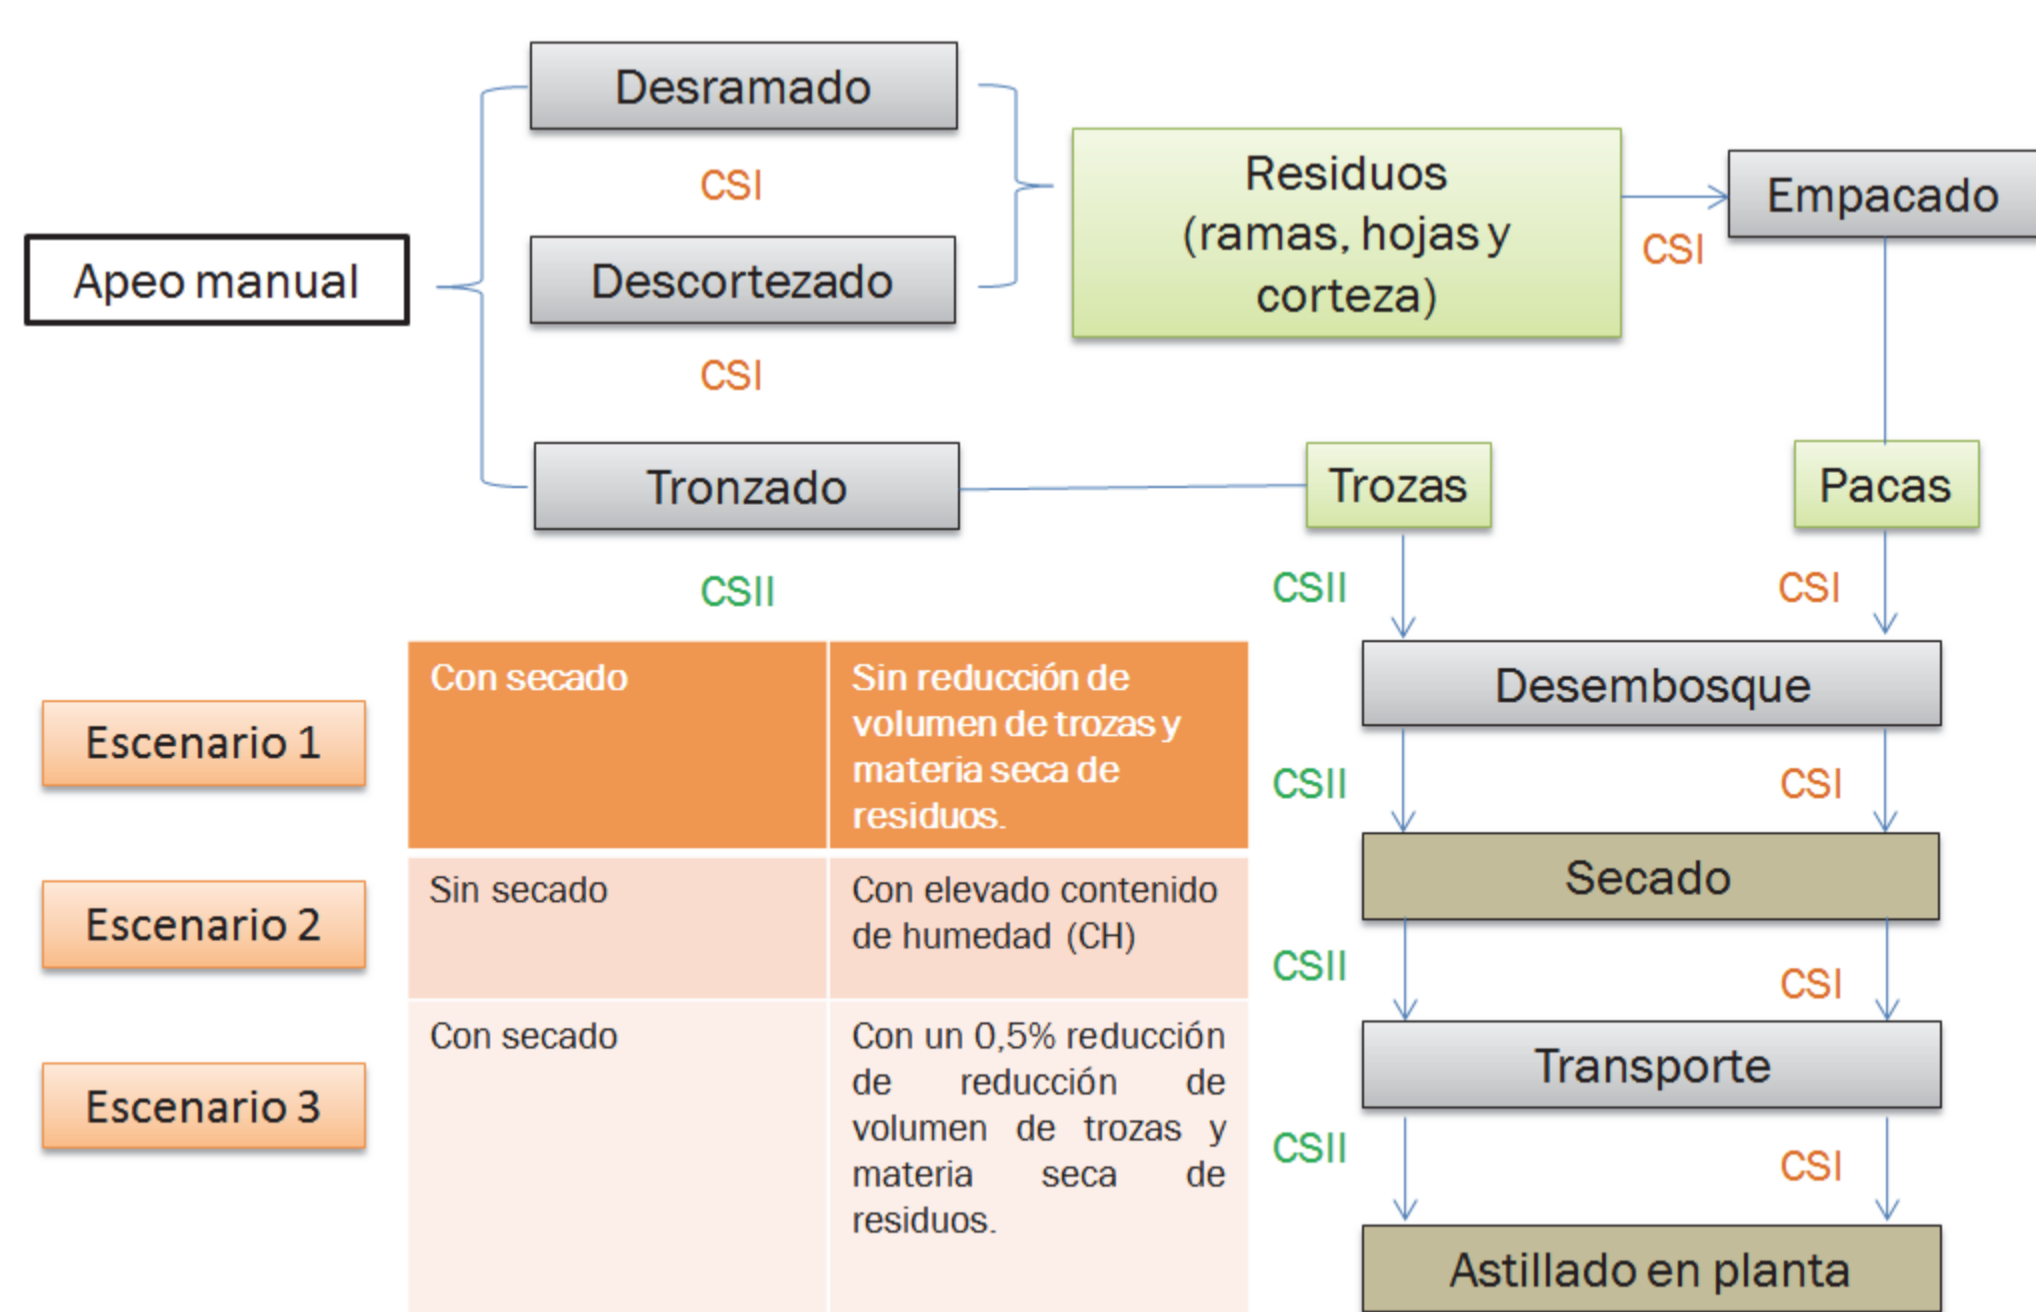 Desramado
CSI
Residuos
(ramas, hojas y
corteza)
Empacado
CSI
Apeo manual
Descortezado
CSI
Tronzado
Trozas
Pacas
CSII
CSII
CSI
Desembosque
Escenario 1
Con secado
Sin reducción de
volumen de trozas y
materia seca de
residuos.
CSII
CSI
Secado
Escenario 2
Sin secado
Con elevado contenido
de humedad (CH)
CSII
CSI
Escenario 3
Con secado
Con un 0,5% reducción
de reducción de
volumen de trozas y
materia seca de
residuos.
Transporte
CSII
CSI
Astillado en planta